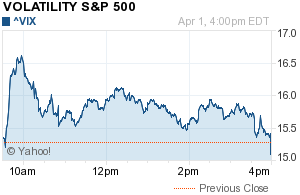 VOLATILITY S&P 500
^VIX Apr 1, 4:00pm EDT
17.0
16.5
16.0
15.5
15.0
© Yahoo!
10am 12pm 2pm 4pm
Previous Close